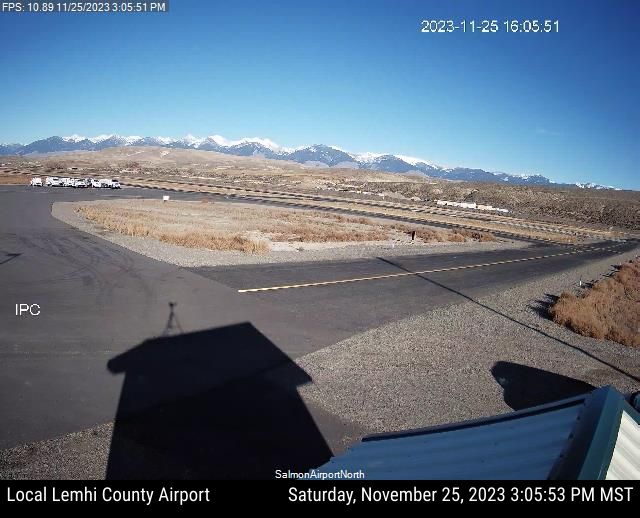 FPS: 10.89 11/25/2023 3:05:51 PM
2023-11-25 16:05:51
IPC
SalmonAirportNorth
Local Lemhi County Airport
Saturday, November 25, 2023 3:05:53 PM MST